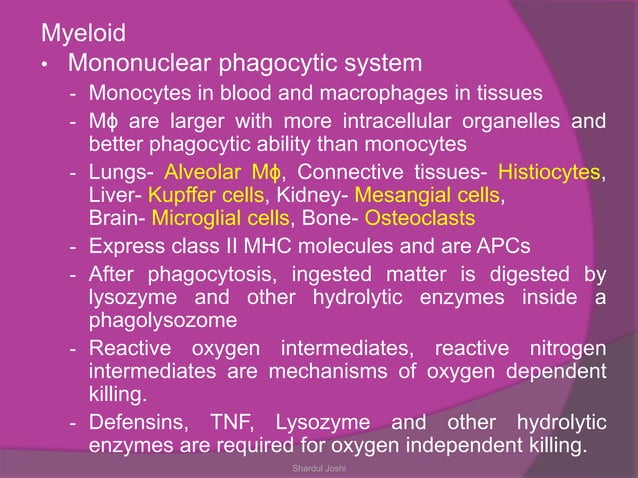 Myeloid
• Mononuclear phagocytic system
- Monocytes in blood and macrophages in tissues
- Mϕ are larger with more intracellular organelles and
better phagocytic ability than monocytes
- Lungs- Alveolar Mϕ, Connective tissues- Histiocytes,
Liver- Kupffer cells, Kidney- Mesangial cells,
Brain- Microglial cells, Bone- Osteoclasts
- Express class II MHC molecules and are APCs
- After phagocytosis, ingested matter is digested by
lysozyme and other hydrolytic enzymes inside a
phagolysozome
- Reactive oxygen intermediates, reactive nitrogen
intermediates are mechanisms of oxygen dependent
killing.
- Defensins, TNF, Lysozyme and other hydrolytic
enzymes are required for oxygen independent killing.
Shardul Joshi